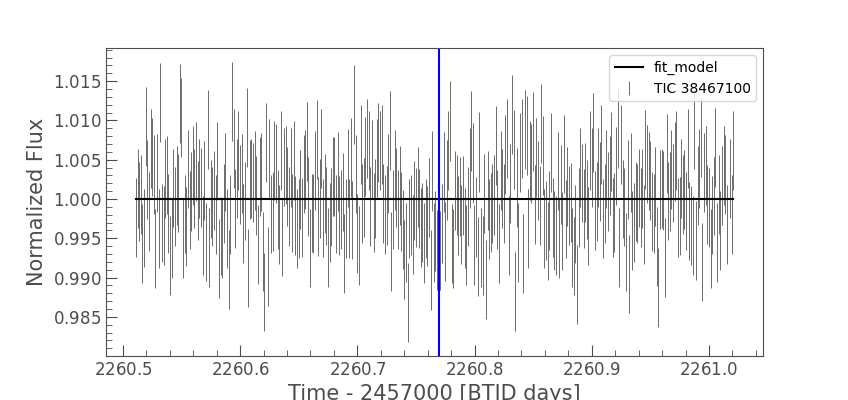 fit_model
TIC 38467100
1.015
1.010
1.005
1.000
0.995
0.990
0.985
Normalized Flux
2260.5 2260.6 2260.7 2260.8 2260.9 2261.0
Time - 2457000 [BTJD days]